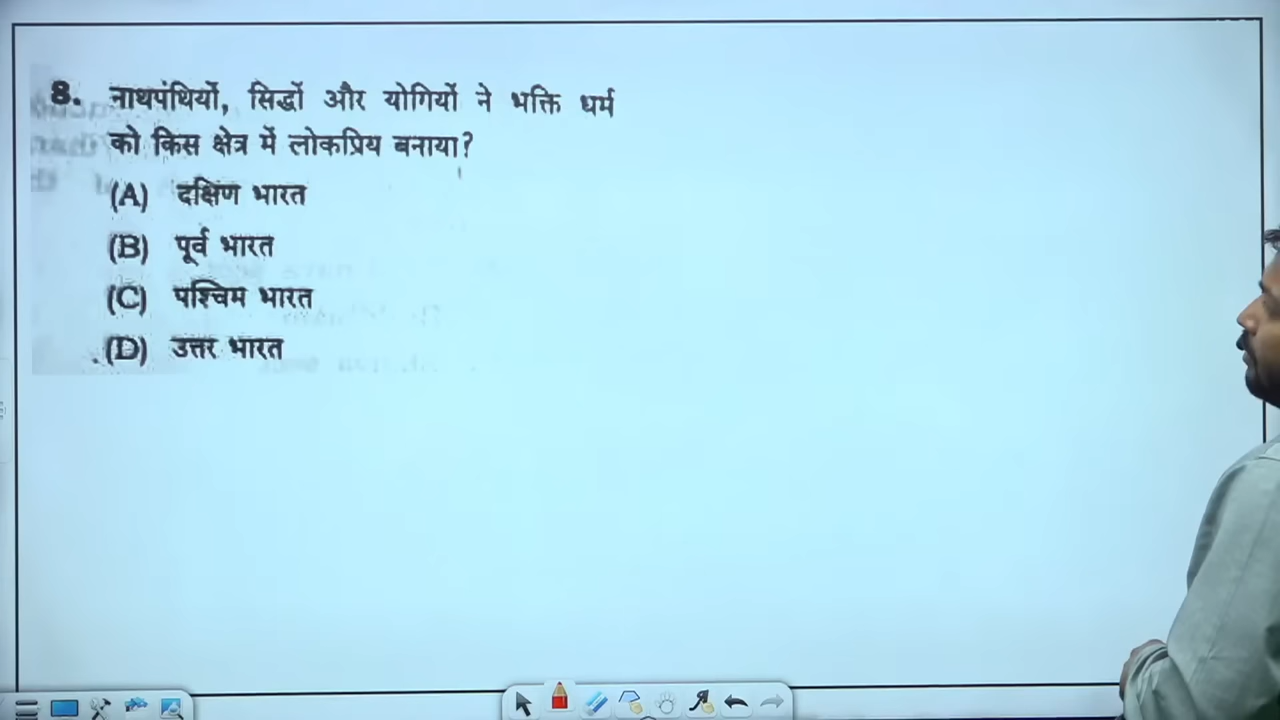 8. नाथपंथियों, सिद्धों और योगियों ने भक्ति धर्म
को किस क्षेत्र में लोकप्रिय बनाया?
(A) दक्षिण भारत
(B) पूर्व भारत
(C) पश्चिम भारत
(D) उत्तर भारत